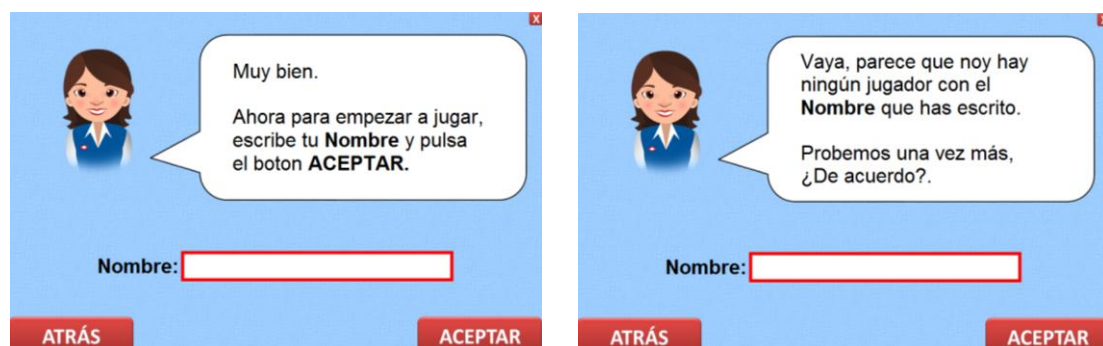 X
Muy bien.
Ahora para empezar a jugar,
escribe tu Nombre y pulsa
el boton ACEPTAR.
Nombre:
ATRÁS
ACEPTAR
X
Vaya, parece que noy hay
ningún jugador con el
Nombre que has escrito.
Probemos una vez más,
¿De acuerdo?.
Nombre:
ATRÁS
ACEPTAR